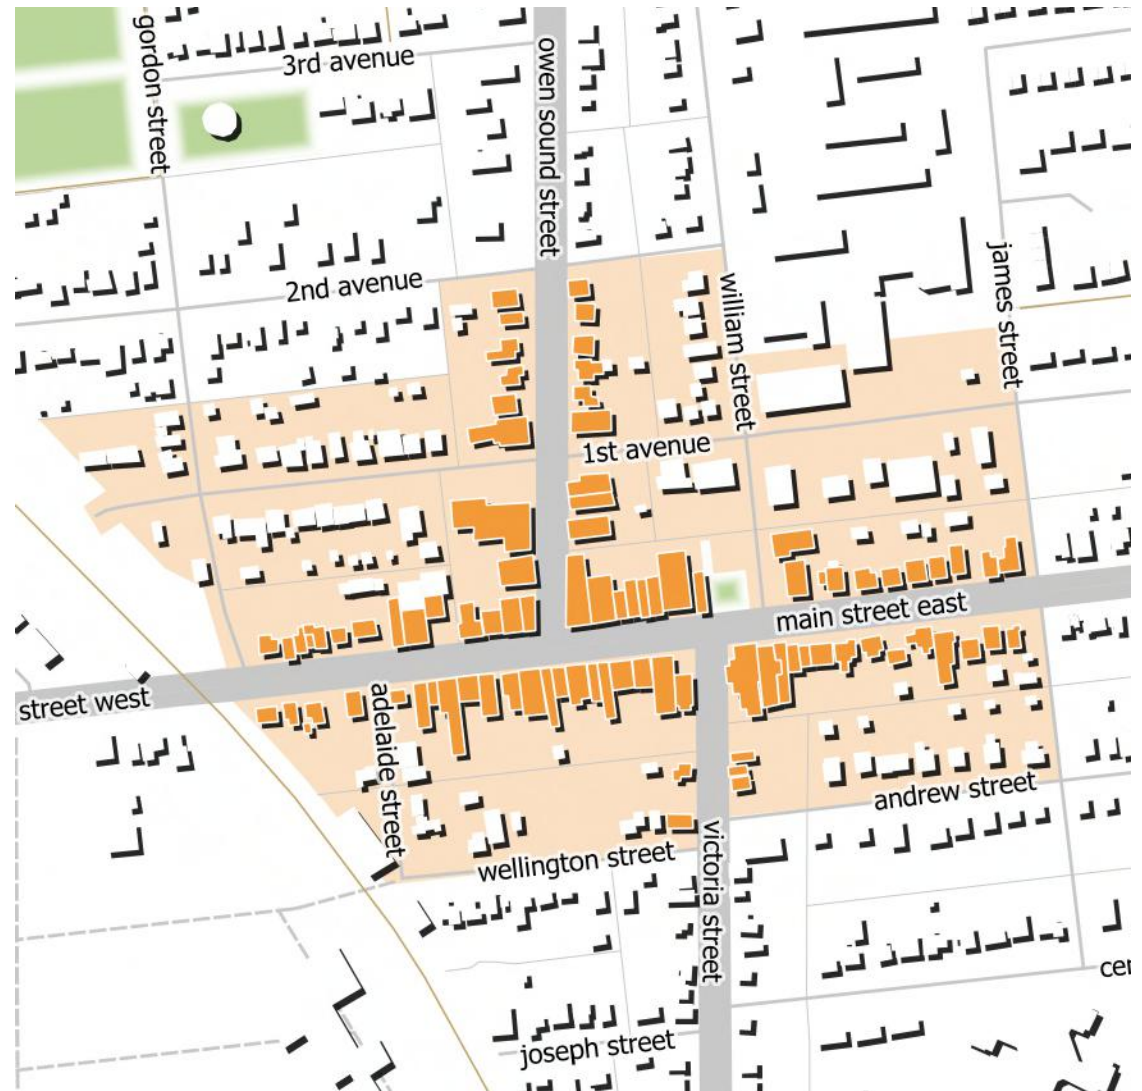 gordon street
3rd avenue
owen sound street
2nd avenue
william street
james street
1st avenue
main street east
street west
adelaide street
andrew street
wellington street
victoria street
cer
joseph street